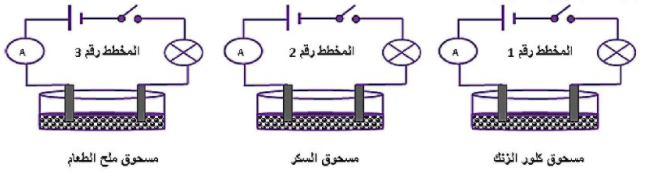 المخطط رقم 1
A
مسحوق كلور الزنك
المخطط رقم 2
A
مسحوق السكر
المخطط رقم 3
A
مسحوق ملح الطعام